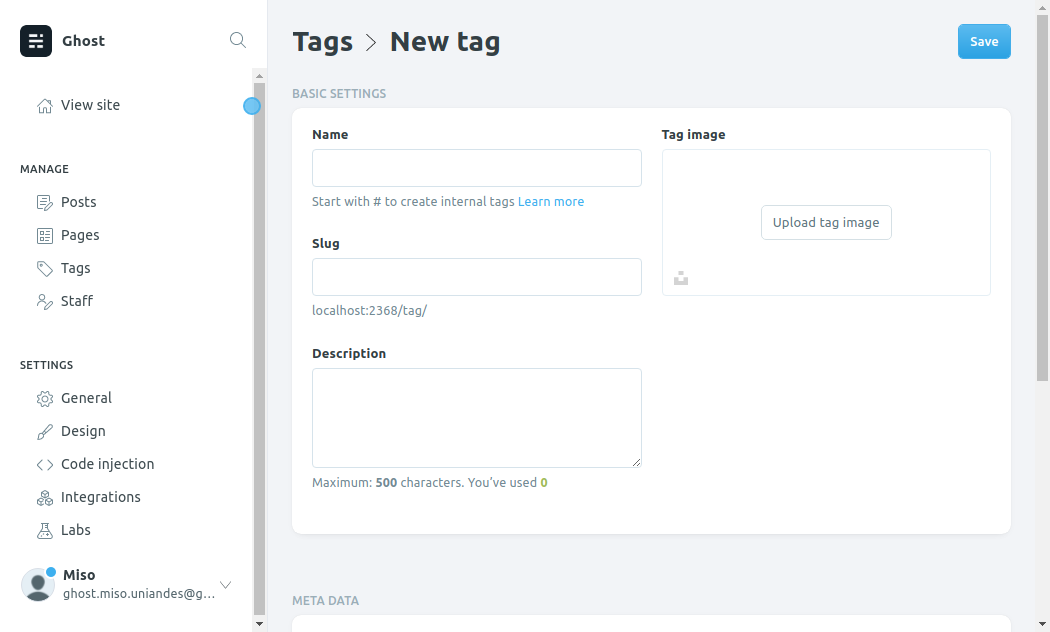 Ghost
View site
MANAGE
Posts
Pages
Tags
Staff
SETTINGS
General
Design
Code injection
Integrations
Labs
Miso
ghost.miso.uniandes@g...
Tags > New tag
Save
BASIC SETTINGS
Name
Start with # to create internal tags Learn more
Slug
localhost:2368/tag/
Description
Maximum: 500 characters. You’ve used 0
Tag image
Upload tag image
META DATA